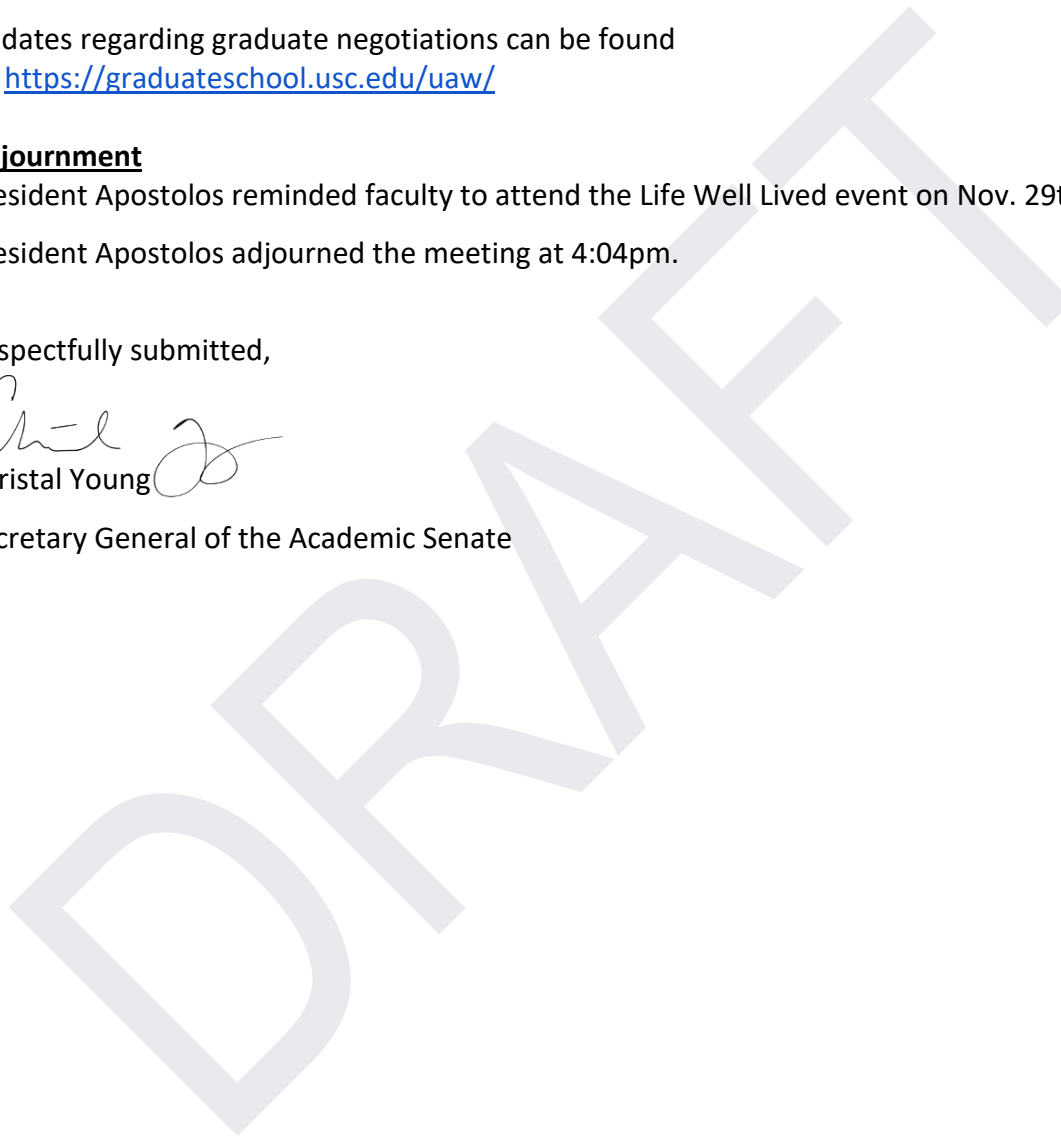 dates regarding graduate negotiations can be found
https://graduateschool.usc.edu/uaw/
journment
esident Apostolos reminded faculty to attend the Life Well Lived event on Nov. 29t
esident Apostolos adjourned the meeting at 4:04pm.
spectfully submitted,
ristal Young
cretary General of the Academic Senate
DRAFT